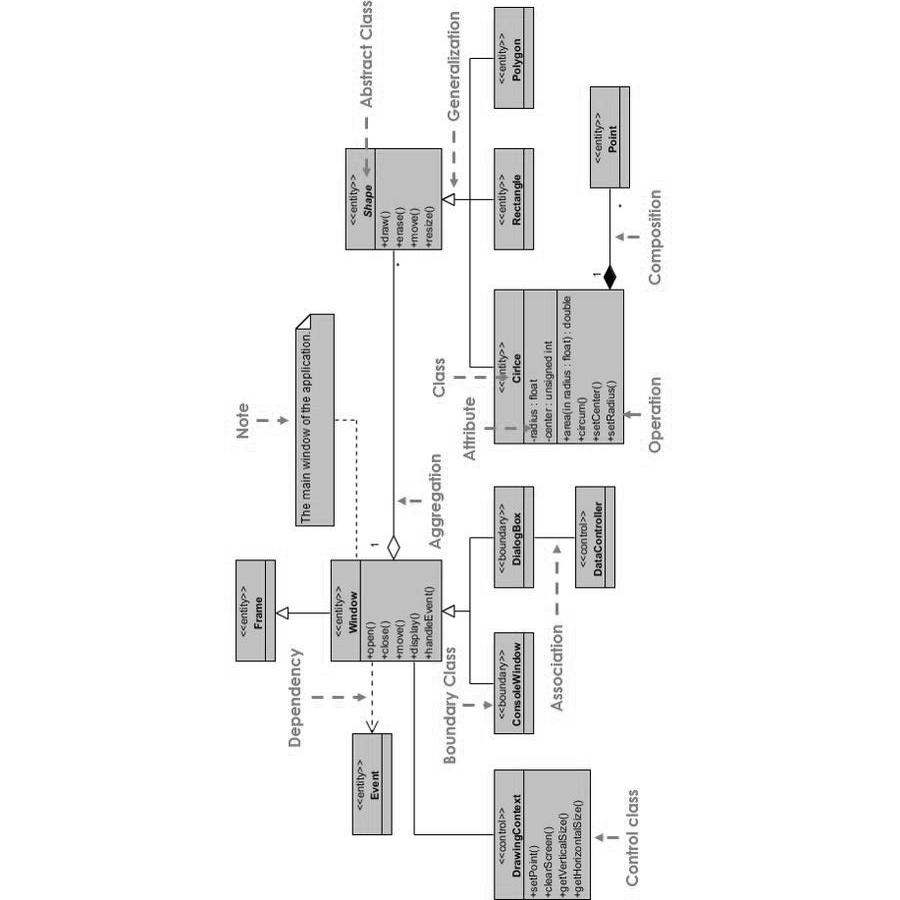 Note
The main window of the application.
Abstract Class
<<entity>>
Frame
<<entity>>
Shape
+draw()
+erase()
+move()
+resize()
Dependency
<<entity>>
Event
<<entity>>
Window
+open()
+close()
+move()
+display()
+handleEvent()
1
*
Aggregation
Generalization
Boundary Class
Attribute
Class
<<control>>
DrawingContext
+setPoint()
+clearScreen()
+getVerticalSize()
+getHorizontalSize()
<<boundary>>
ConsoleWindow
<<boundary>>
DialogBox
<<entity>>
Cirlce
-radius : float
-center : unsigned int
+area(in radius : float) : double
+circum()
+setCenter()
+setRadius()
<<entity>>
Rectangle
<<entity>>
Polygon
Association
<<control>>
DataController
1
*
<<entity>>
Point
Control class
Operation
Composition